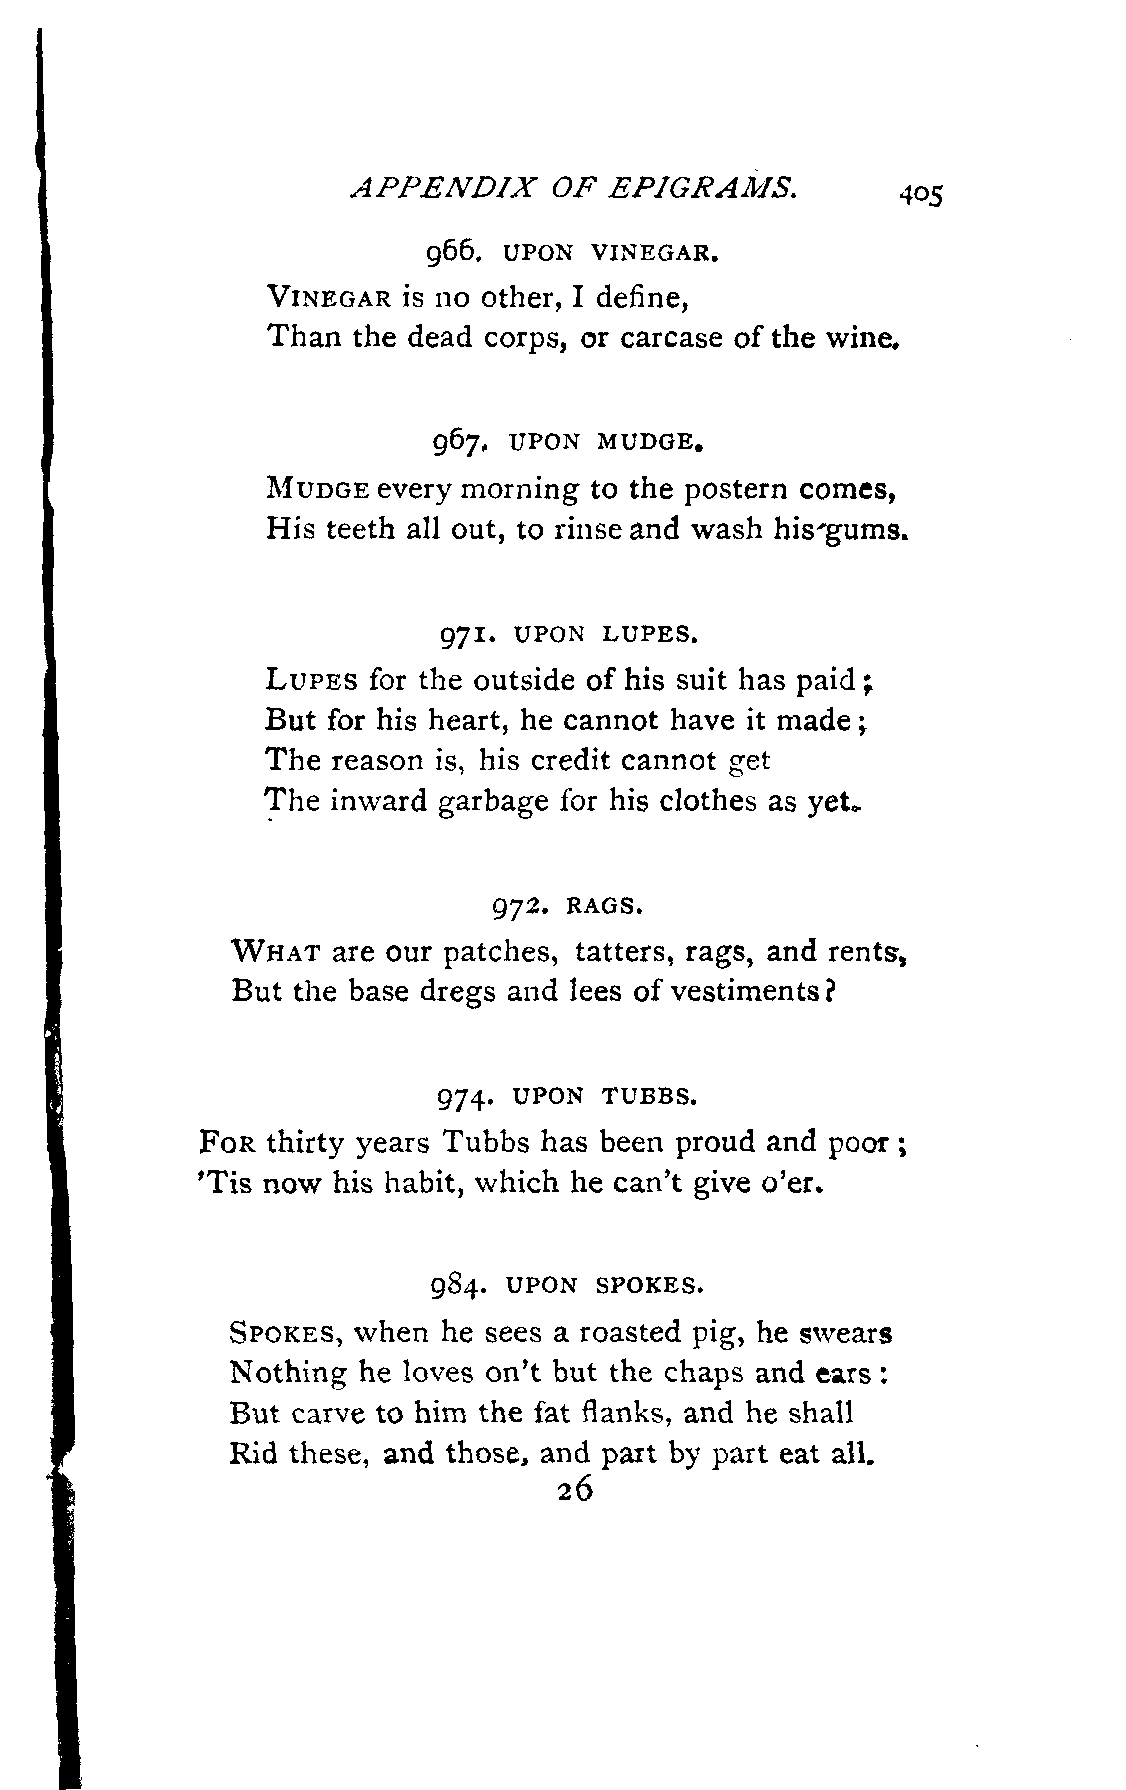 APPENDIX OF EPIGRAMS. 405
966. UPON VINEGAR.
VINEGAR is no other, I define,
Than the dead corps, or carcase of the wine.
967. UPON MUDGE.
MUDGE every morning to the postern comes,
His teeth all out, to rinse and wash his gums.
971. UPON LUPES.
LUPES for the outside of his suit has paid;
But for his heart, he cannot have it made;
The reason is, his credit cannot get
The inward garbage for his clothes as yet.
972. RAGS.
WHAT are our patches, tatters, rags, and rents,
But the base dregs and lees of vestiments?
974. UPON TUBBS.
FOR thirty years Tubbs has been proud and poor;
'Tis now his habit, which he can't give o'er.
984. UPON SPOKES.
SPOKES, when he sees a roasted pig, he swears
Nothing he loves on't but the chaps and ears:
But carve to him the fat flanks, and he shall
Rid these, and those, and part by part eat all.
26